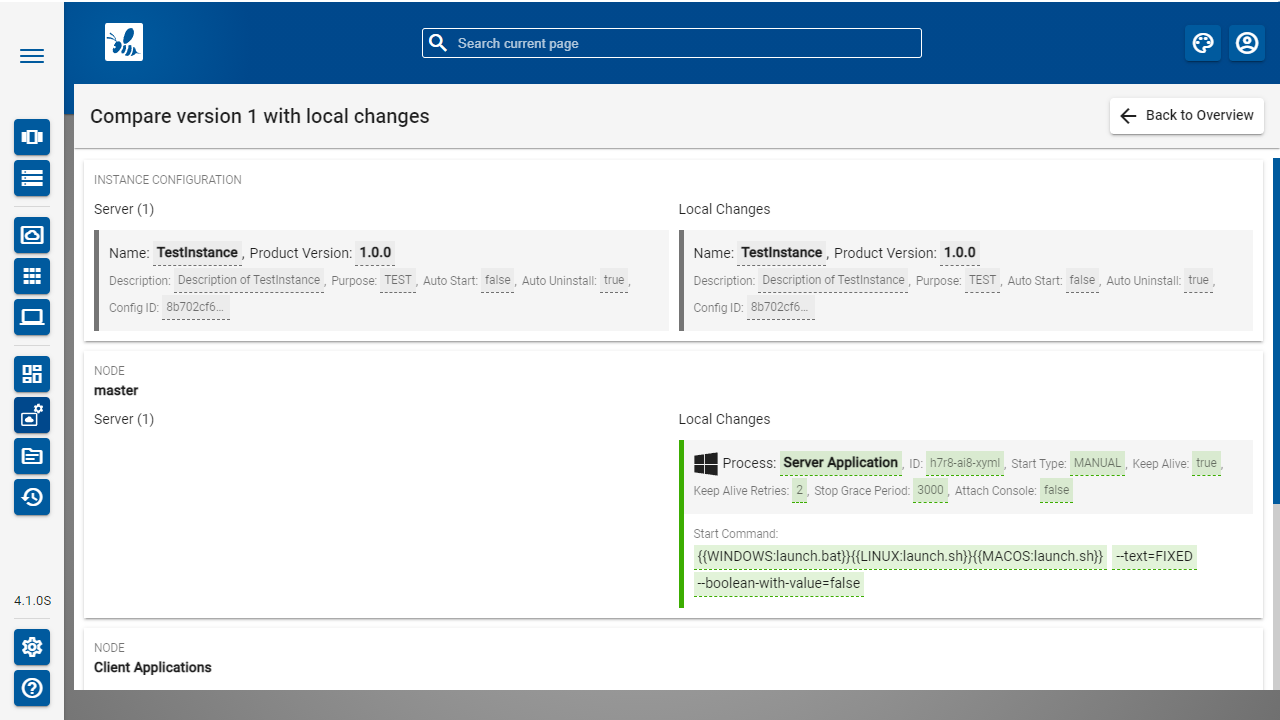 Search current page
Compare version 1 with local changes
Back to Overview
INSTANCE CONFIGURATION
Server (1)
Name: TestInstance, Product Version: 1.0.0
Description: Description of TestInstance, Purpose: TEST, Auto Start: false, Auto Uninstall: true,
Config ID: 8b702cf6...
Local Changes
Name: TestInstance, Product Version: 1.0.0
Description: Description of TestInstance, Purpose: TEST, Auto Start: false, Auto Uninstall: true,
Config ID: 8b702cf6...
NODE
master
Server (1)
Local Changes
Process: Server Application, ID: h7r8-ai8-xyml, Start Type: MANUAL, Keep Alive: true,
Keep Alive Retries: 2, Stop Grace Period: 3000, Attach Console: false
Start Command:
{{WINDOWS:launch.bat}}{{LINUX:launch.sh}}{{MACOS:launch.sh}} --text=FIXED
--boolean-with-value=false
NODE
Client Applications
4.1.0S